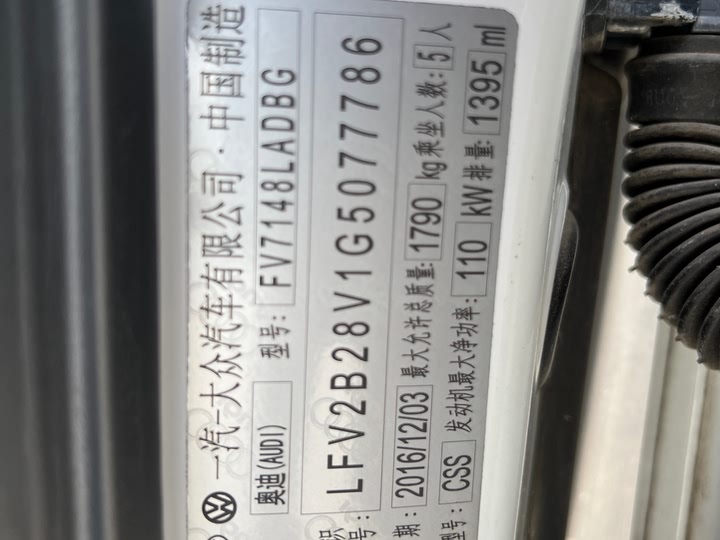 一汽-大众汽车有限公司·中国制造
奥迪(AUDI) 型号: FV7148LADBG
号: LFV2B28V1G5077786
期: 2016/12/03 最大允许总质量: 1790 kg 乘坐人数: 5 人
型号: CSS 发动机最大净功率: 110 kW 排量: 1395 ml